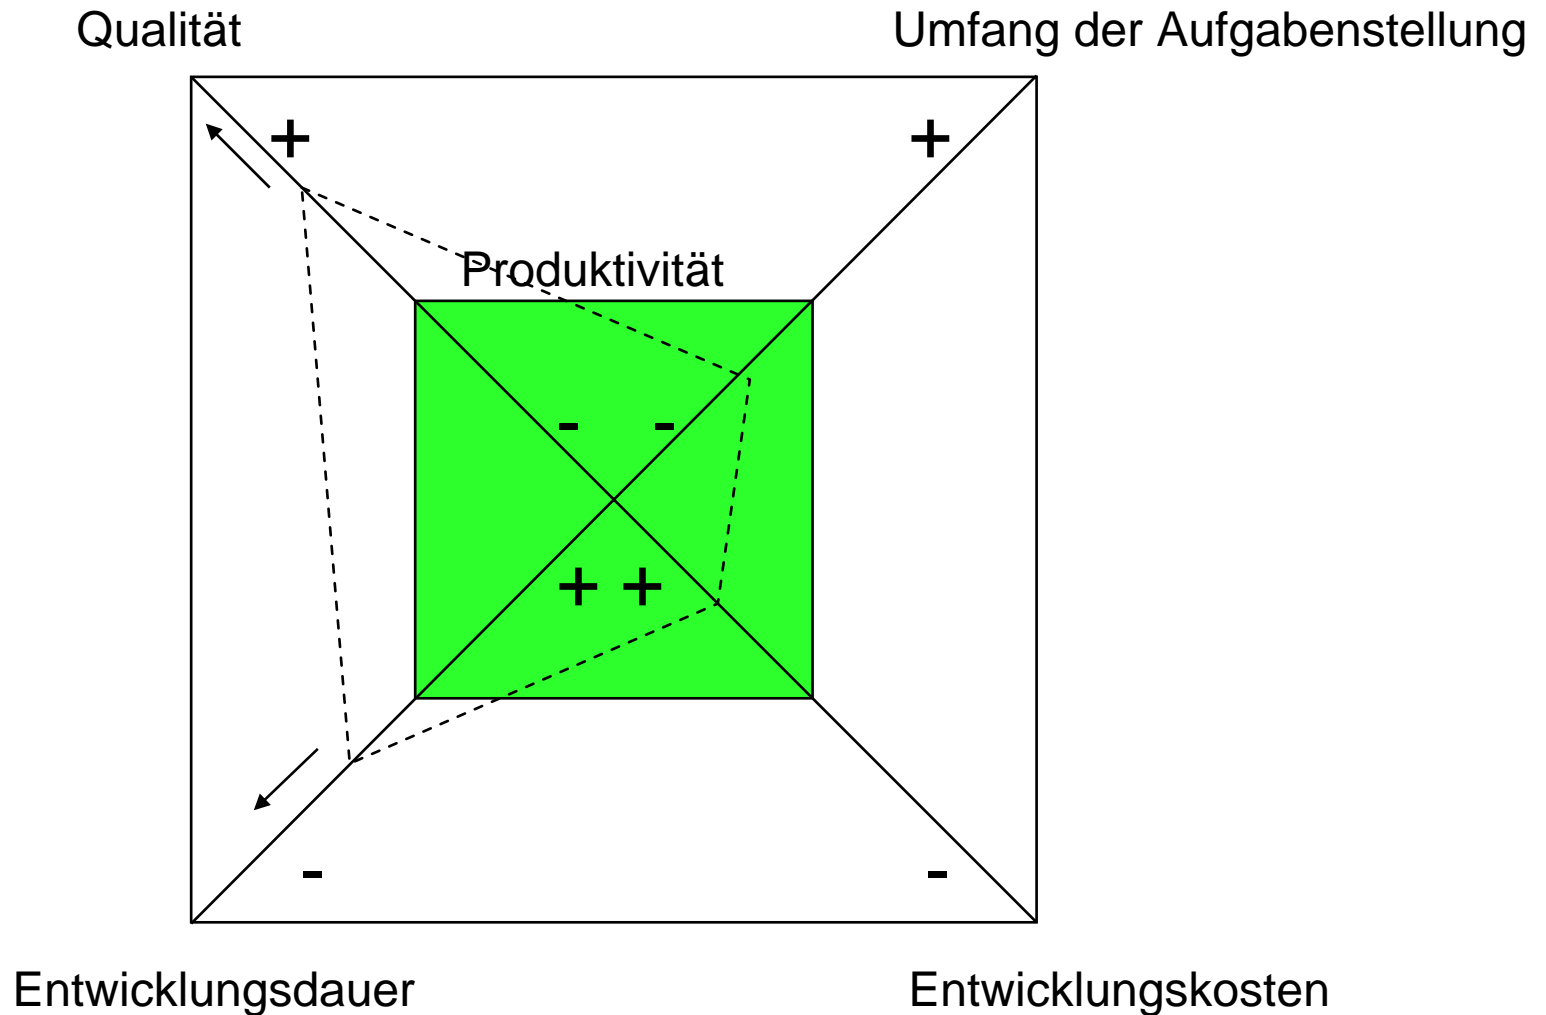 Qualität
Umfang der Aufgabenstellung
+
+
Produktivität
- -
+ +
-
-
Entwicklungsdauer
Entwicklungskosten